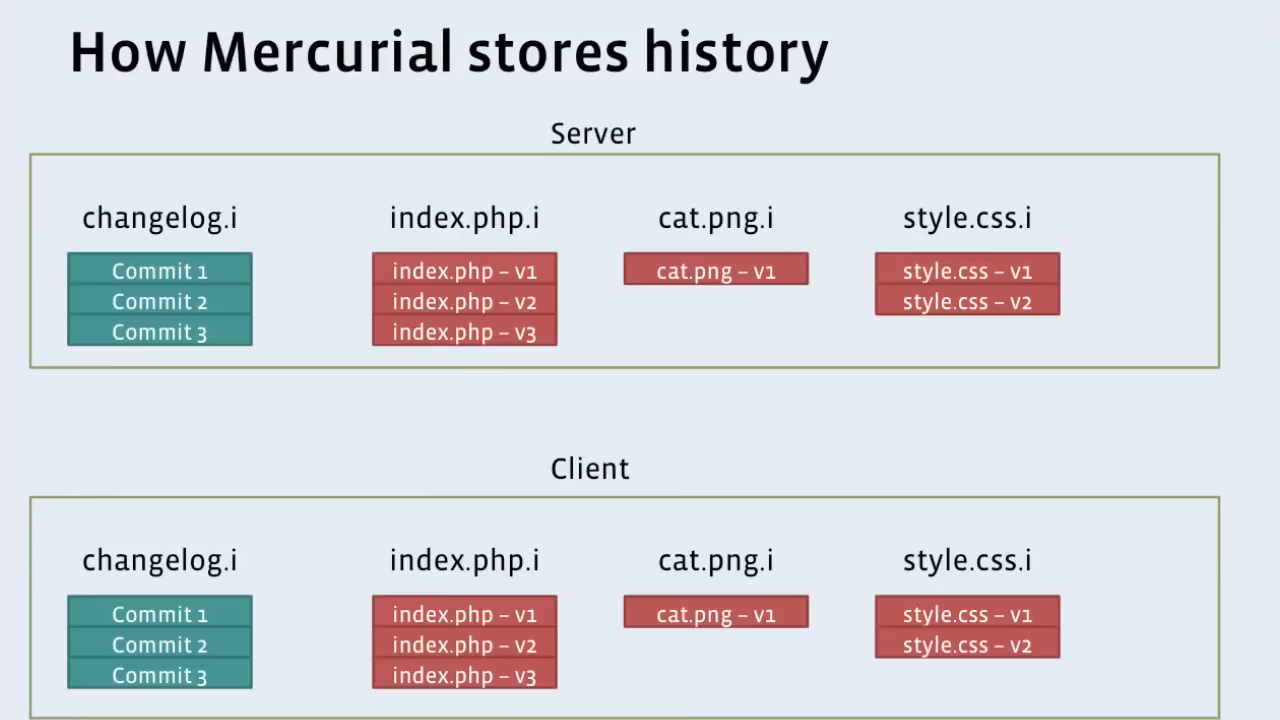 How Mercurial stores history
Server
changelog.i index.php.i cat.png.i style.css.i
Commit 1 index.php – v1 cat.png – v1 style.css – v1
Commit 2 index.php – v2 style.css – v2
Commit 3 index.php – v3
Client
changelog.i index.php.i cat.png.i style.css.i
Commit 1 index.php – v1 cat.png – v1 style.css – v1
Commit 2 index.php – v2 style.css – v2
Commit 3 index.php – v3